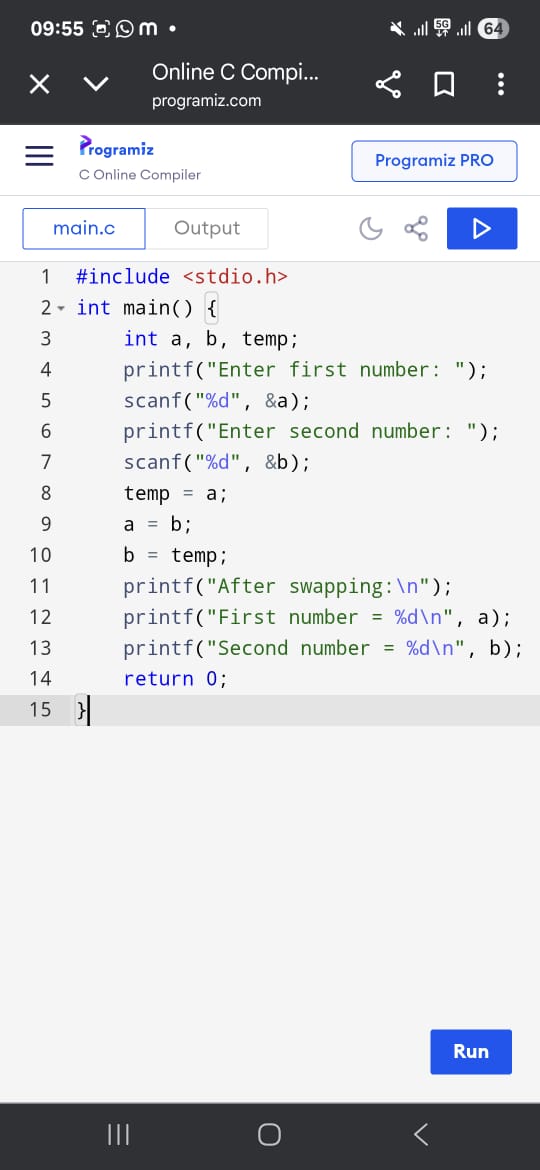 09:55 m •
5G 64
Online C Compi...
programiz.com
Programiz
C Online Compiler
Programiz PRO
main.c Output
1 #include <stdio.h>
2 int main() {
3     int a, b, temp;
4     printf("Enter first number: ");
5     scanf("%d", &a);
6     printf("Enter second number: ");
7     scanf("%d", &b);
8     temp = a;
9     a = b;
10     b = temp;
11     printf("After swapping:\n");
12     printf("First number = %d\n", a);
13     printf("Second number = %d\n", b);
14     return 0;
15 }
Run